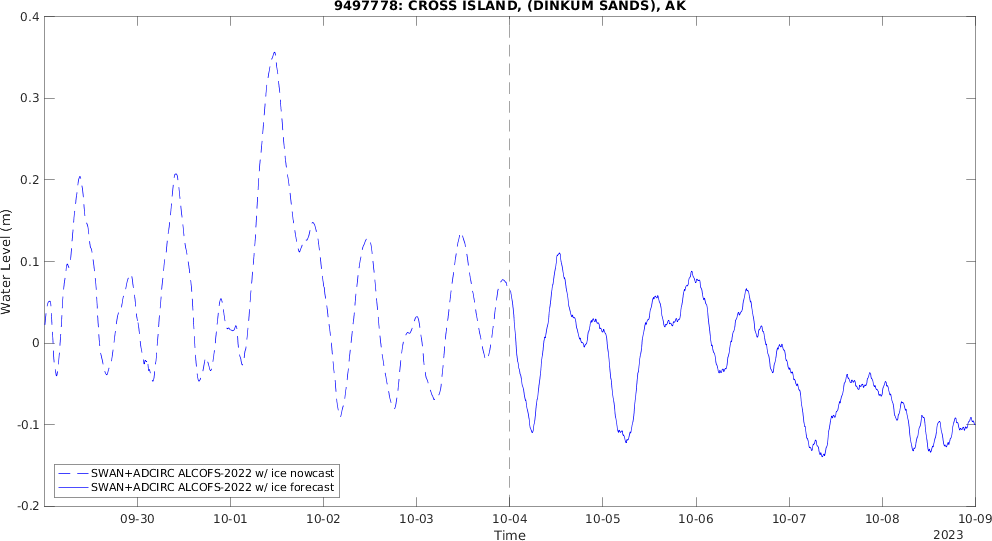 9497778: CROSS ISLAND, (DINKUM SANDS), AK
0.4
0.3
0.2
0.1
0
-0.1
-0.2
Water Level (m)
SWAN+ADCIRC ALCOFS-2022 w/ ice nowcast
SWAN+ADCIRC ALCOFS-2022 w/ ice forecast
09-30 10-01 10-02 10-03 10-04 10-05 10-06 10-07 10-08 10-09
Time
2023